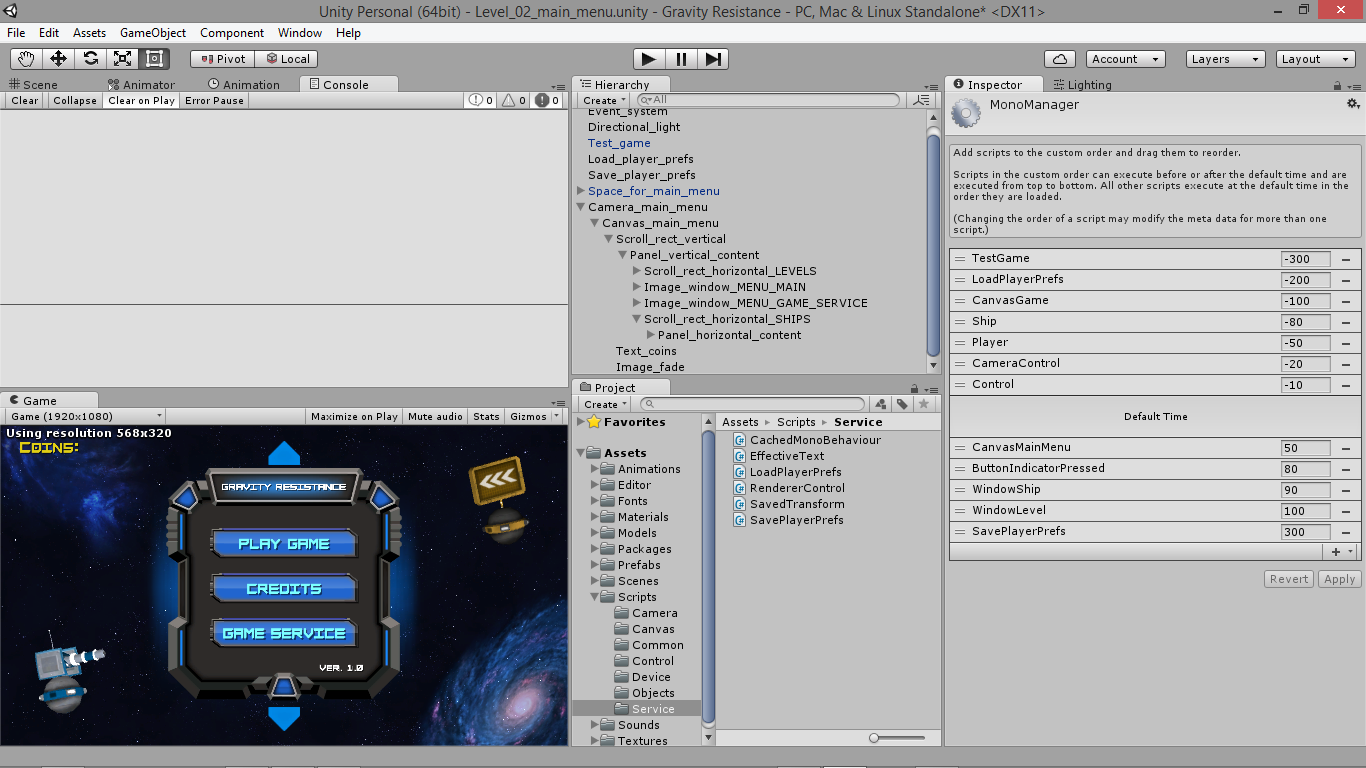 Unity Personal (64bit) - Level_02_main_menu.unity - Gravity Resistance - PC, Mac & Linux Standalone* <DX11>
File Edit Assets GameObject Component Window Help
Pivot Local Account Layers Layout
Scene Animator Animation Console
Clear Collapse Clear on Play Error Pause 0 0 0
Game
Game (1920x1080) Maximize on Play Mute audio Stats Gizmos
Using resolution 568x320
COINS:
GRAVITY RESISTANCE
PLAY GAME
CREDITS
GAME SERVICE
VER. 1.0
Hierarchy
Create All
Event_system
Directional_light
Test_game
Load_player_prefs
Save_player_prefs
Space_for_main_menu
Camera_main_menu
Canvas_main_menu
Scroll_rect_vertical
Panel_vertical_content
Scroll_rect_horizontal_LEVELS
Image_window_MENU_MAIN
Image_window_MENU_GAME_SERVICE
Scroll_rect_horizontal_SHIPS
Panel_horizontal_content
Text_coins
Image_fade
Project
Create
Favorites
Assets
Animations
Editor
Fonts
Materials
Models
Packages
Prefabs
Scenes
Scripts
Camera
Canvas
Common
Control
Device
Objects
Service
Sounds
Textures
Assets Scripts Service
CachedMonoBehaviour
EffectiveText
LoadPlayerPrefs
RendererControl
SavedTransform
SavePlayerPrefs
Inspector Lighting
MonoManager
Add scripts to the custom order and drag them to reorder.
Scripts in the custom order can execute before or after the default time and are
executed from top to bottom. All other scripts execute at the default time in the
order they are loaded.
(Changing the order of a script may modify the meta data for more than one
script.)
TestGame -300
LoadPlayerPrefs -200
CanvasGame -100
Ship -80
Player -50
CameraControl -20
Control -10
Default Time
CanvasMainMenu 50
ButtonIndicatorPressed 80
WindowShip 90
WindowLevel 100
SavePlayerPrefs 300
Revert Apply